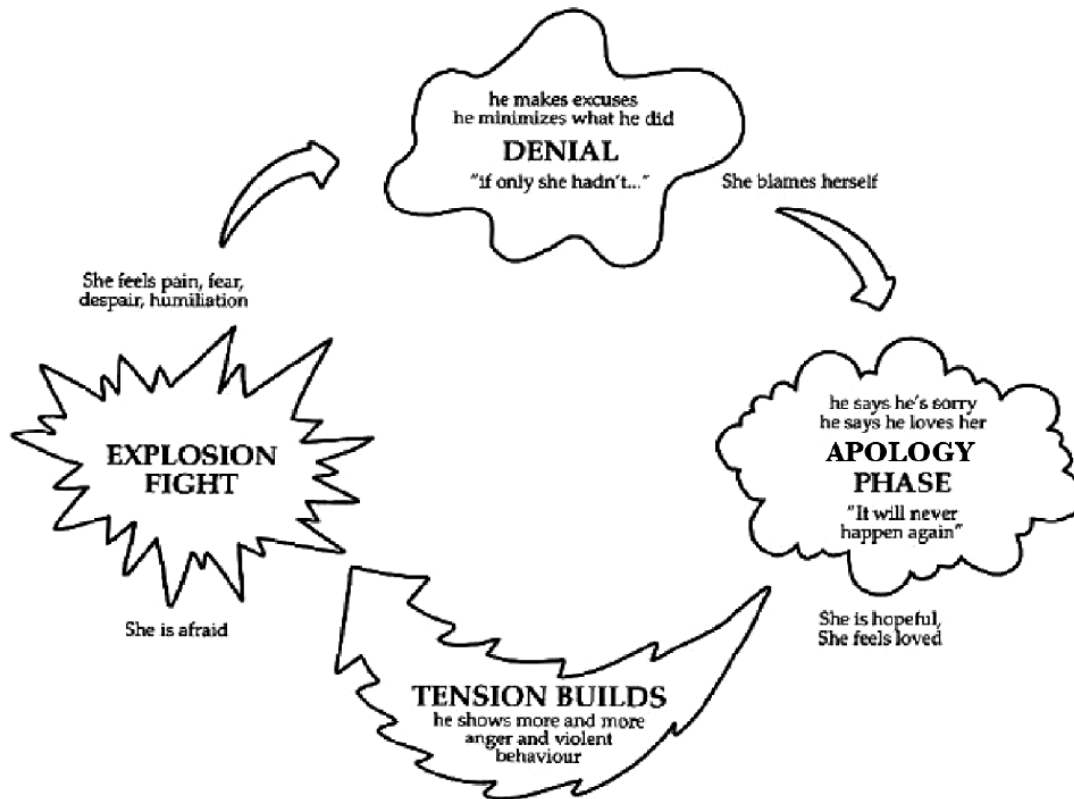 he makes excuses
he minimizes what he did
DENIAL
"if only she hadn't..."
She blames herself
She feels pain, fear,
despair, humiliation
EXPLOSION
FIGHT
She is afraid
he says he's sorry
he says he loves her
APOLOGY
PHASE
"It will never
happen again"
She is hopeful,
She feels loved
TENSION BUILDS
he shows more and more
anger and violent
behaviour